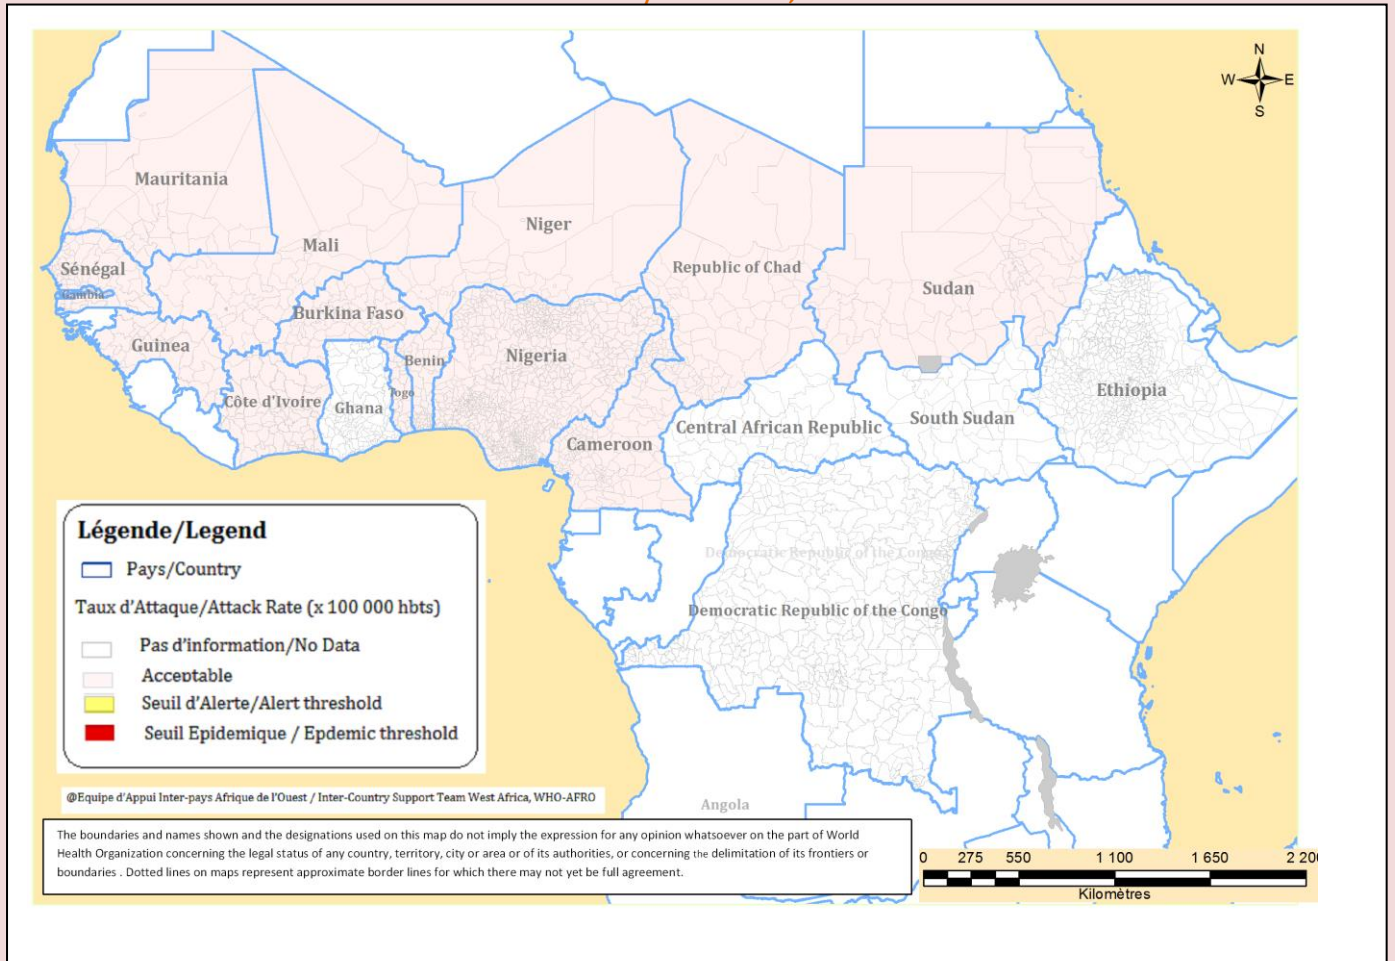 N
W E
S
Mauritania
Niger
Mali
Sénégal
Republic of Chad
Sudan
Gambia
Burkina Faso
Guinea
Nigeria
Benin
Togo
Côte d'Ivoire
Ghana
Ethiopia
South Sudan
Central African Republic
Cameroon
Democratic Republic of the Congo
Democratic Republic of the Congo
Angola
Légende/Legend
Pays/Country
Taux d'Attaque/Attack Rate (x 100 000 hbts)
Pas d'information/No Data
Acceptable
Seuil d'Alerte/Alert threshold
Seuil Epidemique / Epdemic threshold
@Equipe d'Appui Inter-pays Afrique de l'Ouest / Inter-Country Support Team West Africa, WHO-AFRO
The boundaries and names shown and the designations used on this map do not imply the expression for any opinion whatsoever on the part of World
Health Organization concerning the legal status of any country, territory, city or area or of its authorities, or concerning the delimitation of its frontiers or
boundaries . Dotted lines on maps represent approximate border lines for which there may not yet be full agreement.
0 275 550 1 100 1 650 2 20
Kilomètres